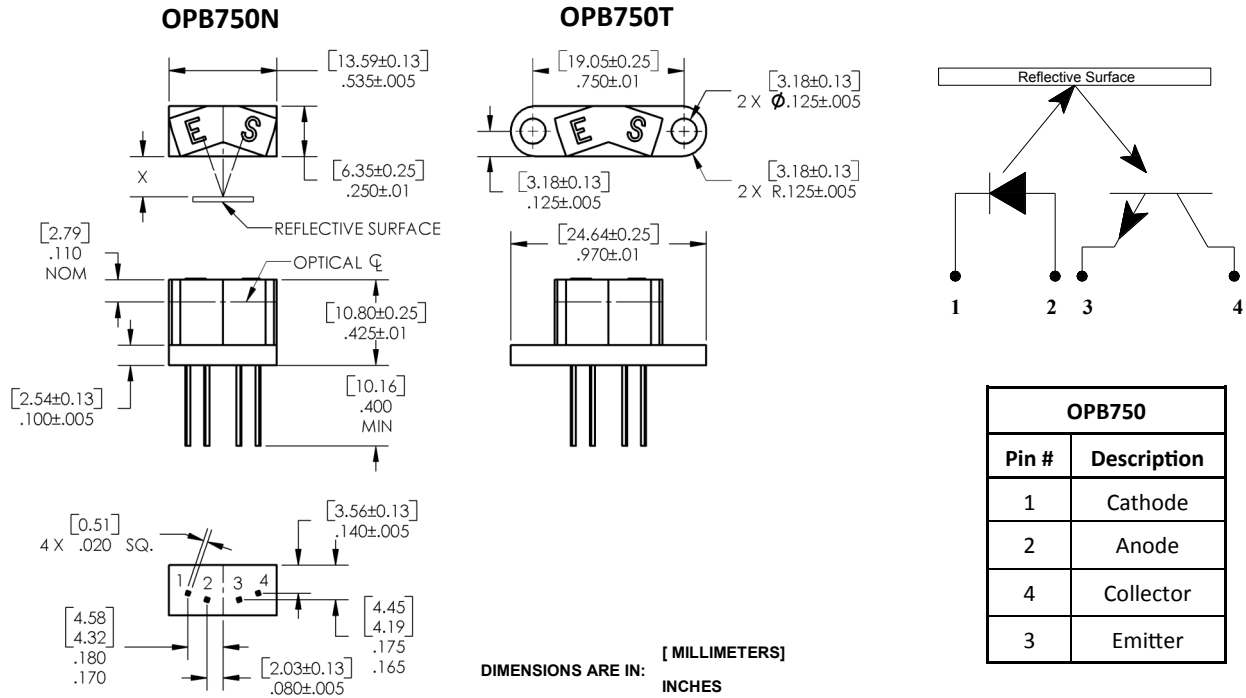 OPB750N
[13.59±0.13]
.535±.005
E S
X
[6.35±0.25]
.250±.01
REFLECTIVE SURFACE
[2.79]
.110
NOM
OPTICAL ℄
[10.80±0.25]
.425±.01
[2.54±0.13]
.100±.005
[10.16]
.400
MIN
[0.51]
4 X .020 SQ.
[3.56±0.13]
.140±.005
1 2 3 4
[4.58
4.32]
.180
.170
[2.03±0.13]
.080±.005
[4.45
4.19]
.175
.165
OPB750T
[19.05±0.25]
.750±.01
[3.18±0.13]
2 X Ø.125±.005
E S
[3.18±0.13]
.125±.005
[3.18±0.13]
2 X R.125±.005
[24.64±0.25]
.970±.01
DIMENSIONS ARE IN:
[ MILLIMETERS]
INCHES
Reflective Surface
1 2 3 4
OPB750
Pin # Description
1 Cathode
2 Anode
4 Collector
3 Emitter